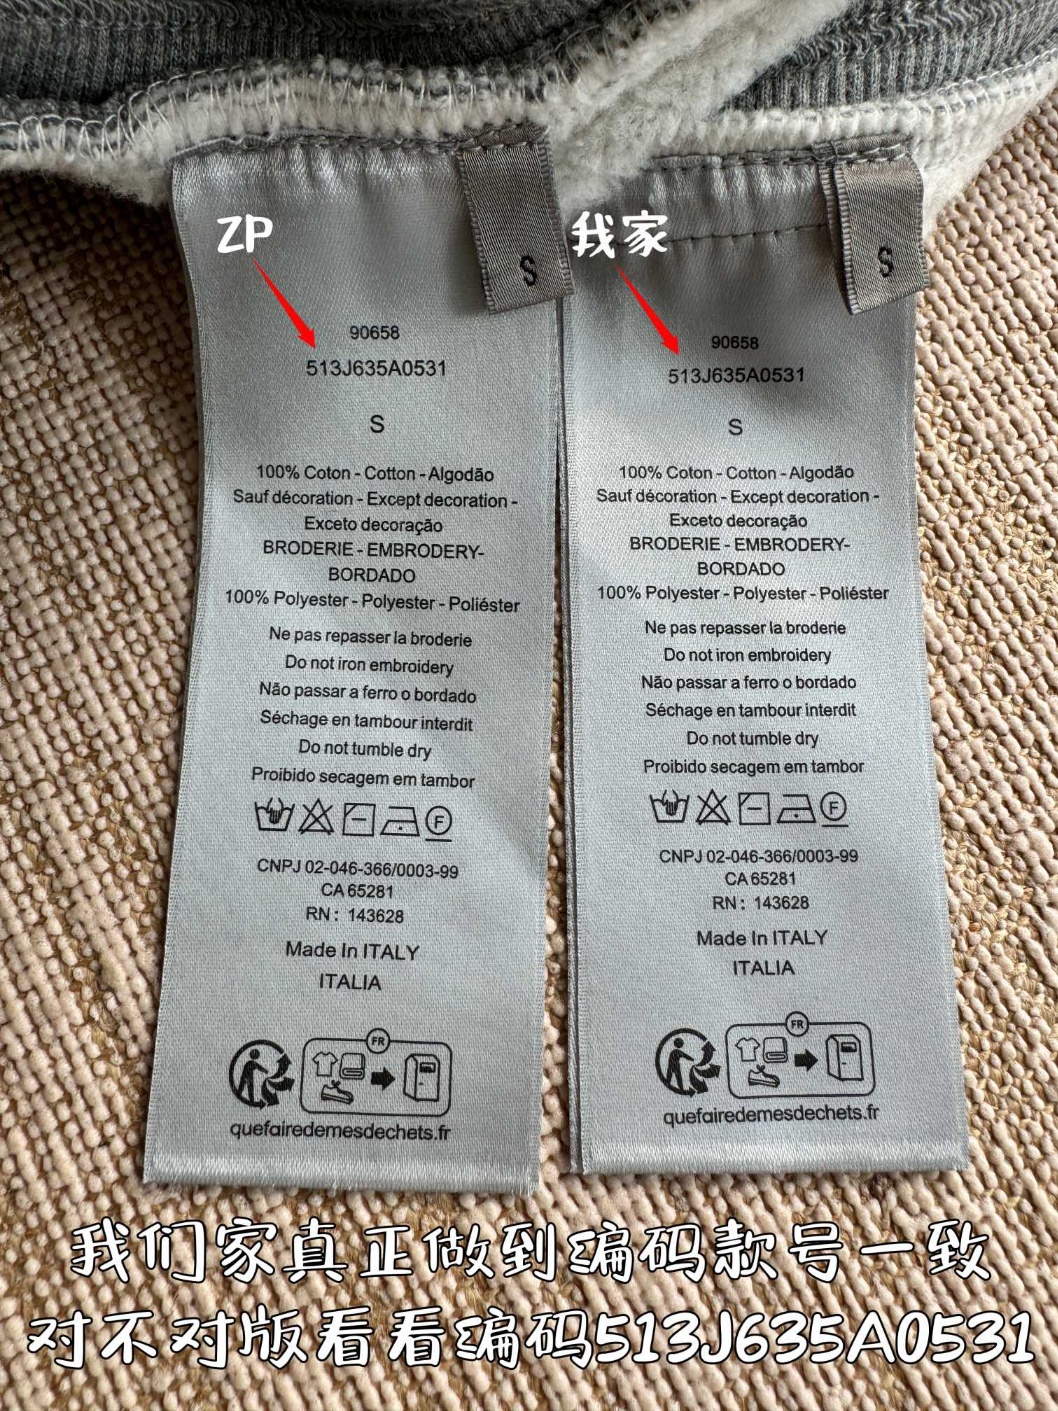 ZP
S
90658
513J635A0531
S
100% Coton - Cotton - Algodão
Sauf décoration - Except decoration -
Exceto decoração
BRODERIE - EMBRODERY-
BORDADO
100% Polyester - Polyester - Poliéster
Ne pas repasser la broderie
Do not iron embroidery
Não passar a ferro o bordado
Séchage en tambour interdit
Do not tumble dry
Proibido secagem em tambor
F
CNPJ 02-046-366/0003-99
CA 65281
RN: 143628
Made In ITALY
ITALIA
FR
quefairedemesdechets.fr
我家
S
90658
513J635A0531
S
100% Coton - Cotton - Algodão
Sauf décoration - Except decoration -
Exceto decoração
BRODERIE - EMBRODERY-
BORDADO
100% Polyester - Polyester - Poliéster
Ne pas repasser la broderie
Do not iron embroidery
Não passar a ferro o bordado
Séchage en tambour interdit
Do not tumble dry
Proibido secagem em tambor
F
CNPJ 02-046-366/0003-99
CA 65281
RN: 143628
Made In ITALY
ITALIA
FR
quefairedemesdechets.fr
我们家真正做到编码款号一致
对不对版看看编码513J635A0531